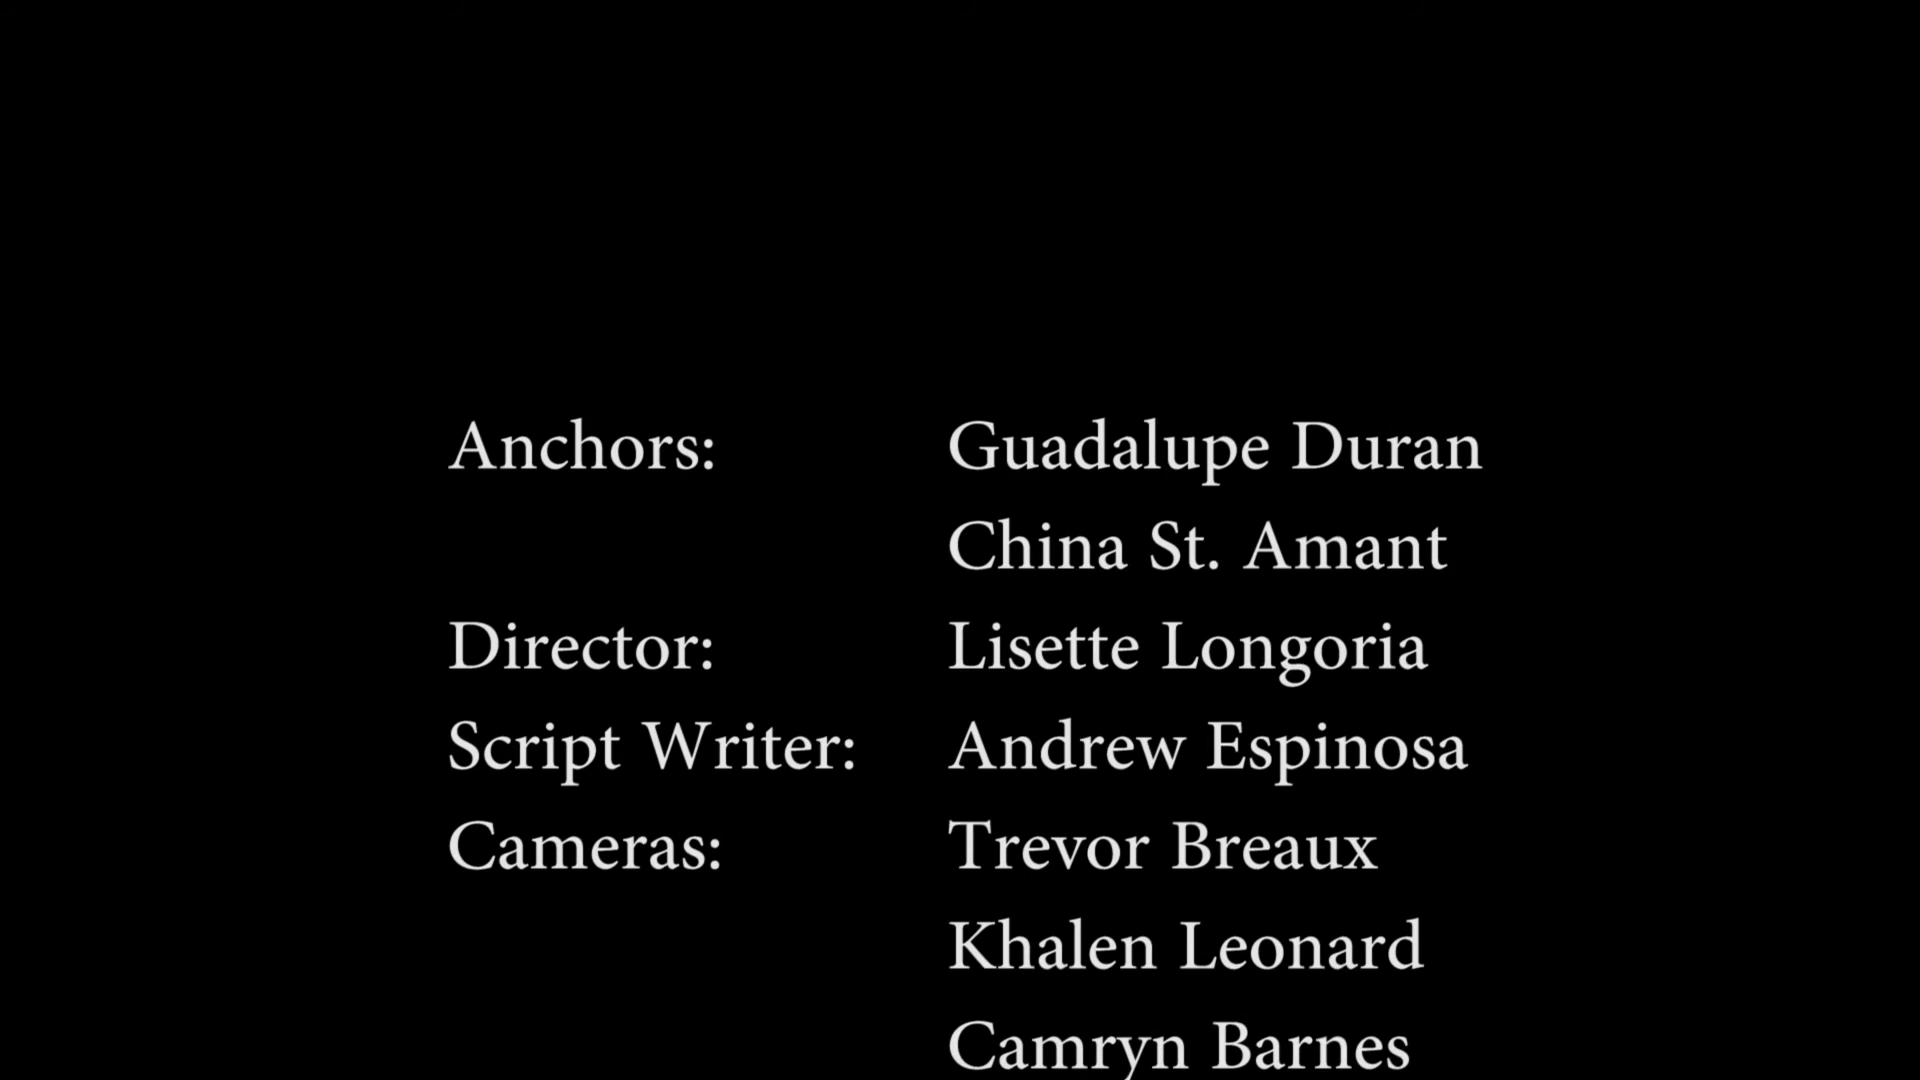 Anchors: Guadalupe Duran
China St. Amant
Director: Lisette Longoria
Script Writer: Andrew Espinosa
Cameras: Trevor Breaux
Khalen Leonard
Camryn Barnes